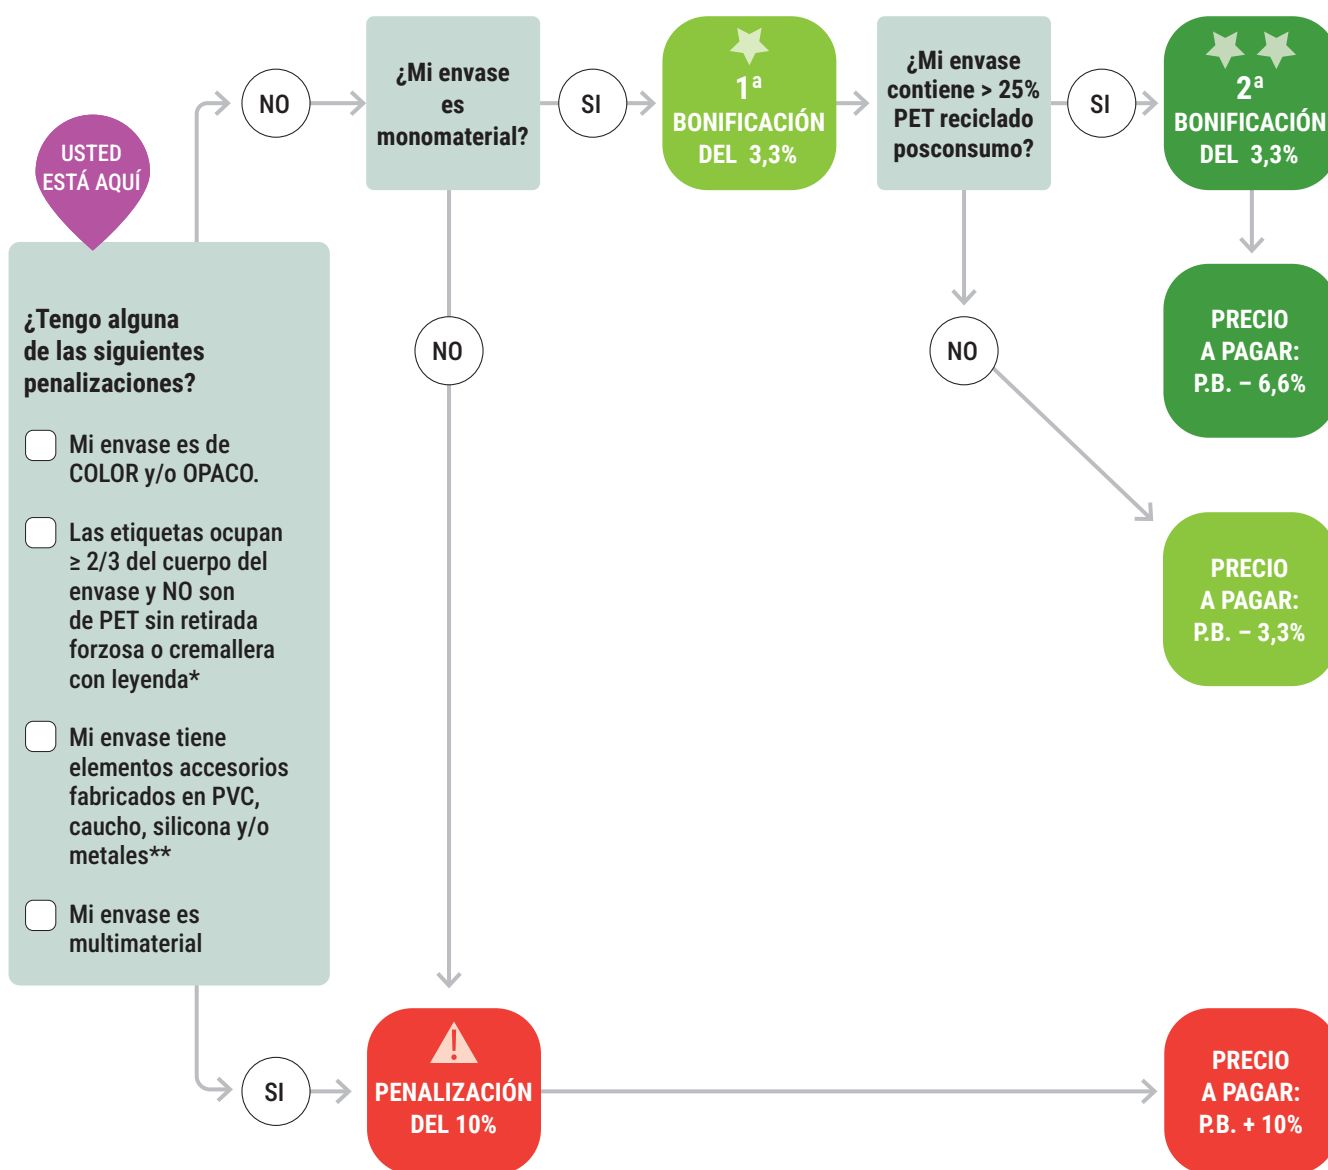 USTED
ESTÁ AQUÍ
¿Tengo alguna
de las siguientes
penalizaciones?
Mi envase es de
COLOR y/o OPACO.
Las etiquetas ocupan
≥ 2/3 del cuerpo del
envase y NO son
de PET sin retirada
forzosa o cremallera
con leyenda*
Mi envase tiene
elementos accesorios
fabricados en PVC,
caucho, silicona y/o
metales**
Mi envase es
multimaterial
NO
¿Mi envase
es
monomaterial?
SI
1ª
BONIFICACIÓN
DEL 3,3%
¿Mi envase
contiene > 25%
PET reciclado
posconsumo?
SI
2ª
BONIFICACIÓN
DEL 3,3%
PRECIO
A PAGAR:
P.B. – 6,6%
NO
NO
PRECIO
A PAGAR:
P.B. – 3,3%
SI
PENALIZACIÓN
DEL 10%
PRECIO
A PAGAR:
P.B. + 10%